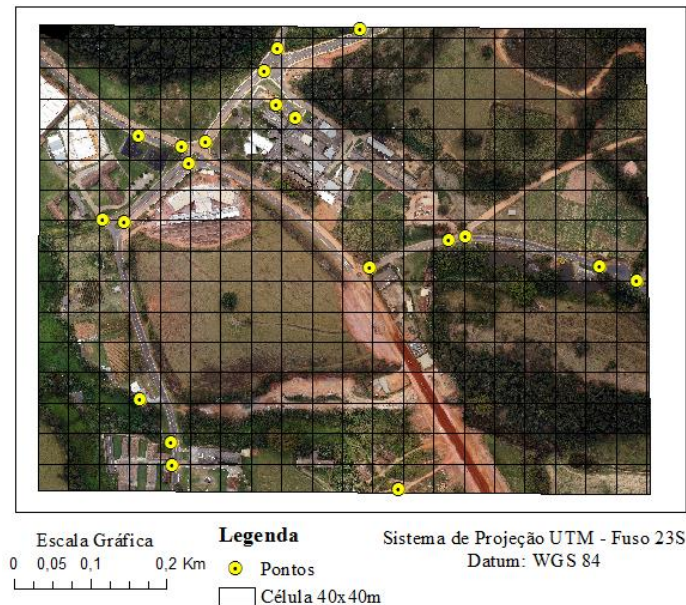 Escala Gráfica
0 0,05 0,1 0,2 Km
Legenda
Pontos
Célula 40x40m
Sistema de Projeção UTM - Fuso 23S
Datum: WGS 84